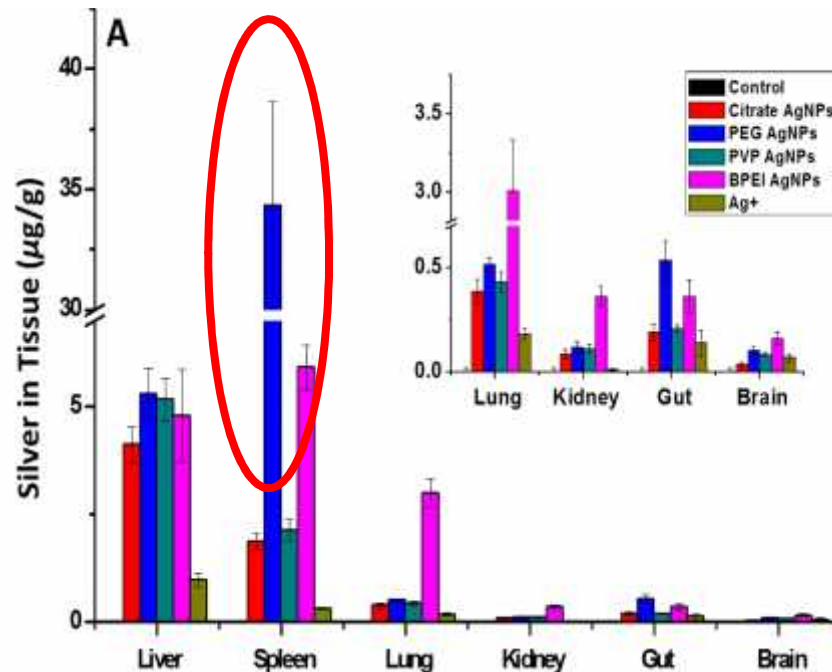 A
Silver in Tissue (µg/g)
40
35
30
5
0
Liver Spleen Lung Kidney Gut Brain
3.5
3.0
0.5
0.0
Lung Kidney Gut Brain
Control
Citrate AgNPs
PEG AgNPs
PVP AgNPs
BPEI AgNPs
Ag+